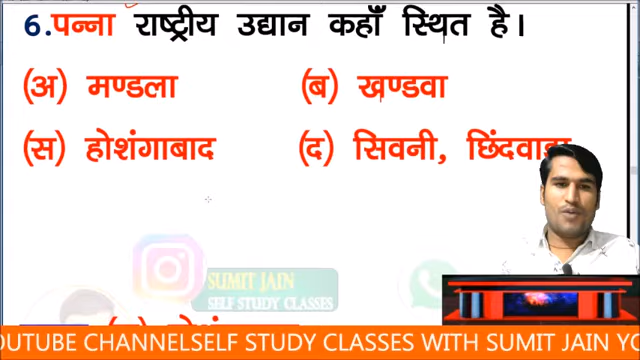 6.पन्ना राष्ट्रीय उद्यान कहाँ स्थित है।
(अ) मण्डला (ब) खण्डवा
(स) होशंगाबाद (द) सिवनी, छिंदवाड़ा
SUMIT JAIN
SELF STUDY CLASSES
OUTUBE CHANNELSELF STUDY CLASSES WITH SUMIT JAIN YO